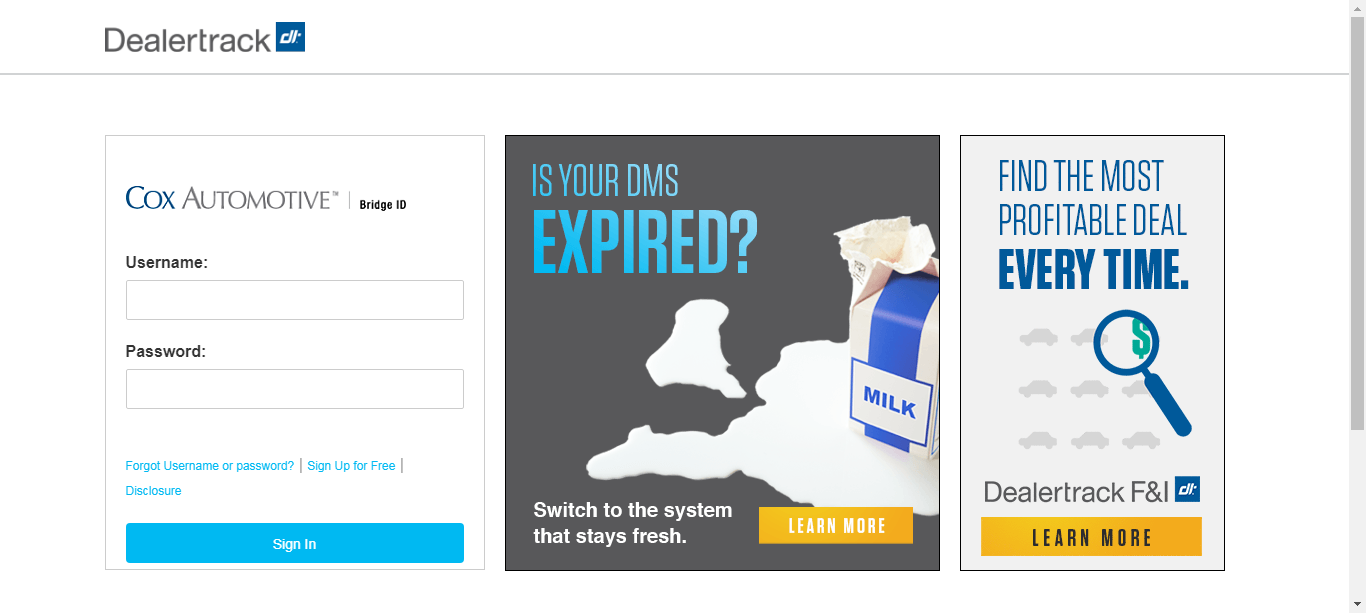 Dealertrack dt:
COX AUTOMOTIVE™ | Bridge ID
Username:
Password:
Forgot Username or password? | Sign Up for Free |
Disclosure
Sign In
IS YOUR DMS
EXPIRED?
MILK
Switch to the system
that stays fresh.
LEARN MORE
FIND THE MOST
PROFITABLE DEAL
EVERY TIME.
$
Dealertrack F&I dt:
LEARN MORE